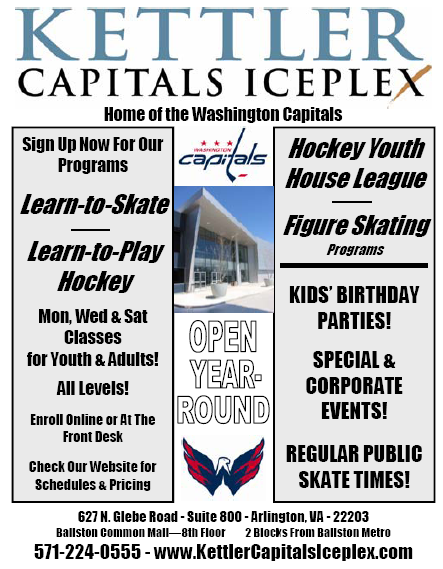 KETTLER
CAPITALS ICEPLEX
Home of the Washington Capitals
Sign Up Now For Our
Programs
Learn-to-Skate
Learn-to-Play
Hockey
Mon, Wed & Sat
Classes
for Youth & Adults!
All Levels!
Enroll Online or At The
Front Desk
Check Our Website for
Schedules & Pricing
WASHINGTON
capitals
OPEN
YEAR-
ROUND
Hockey Youth
House League
Figure Skating
Programs
KIDS' BIRTHDAY
PARTIES!
SPECIAL &
CORPORATE
EVENTS!
REGULAR PUBLIC
SKATE TIMES!
627 N. Glebe Road - Suite 800 - Arlington, VA - 22203
Ballston Common Mall—8th Floor 2 Blocks From Ballston Metro
571-224-0555 - www.KettlerCapitalsIceplex.com